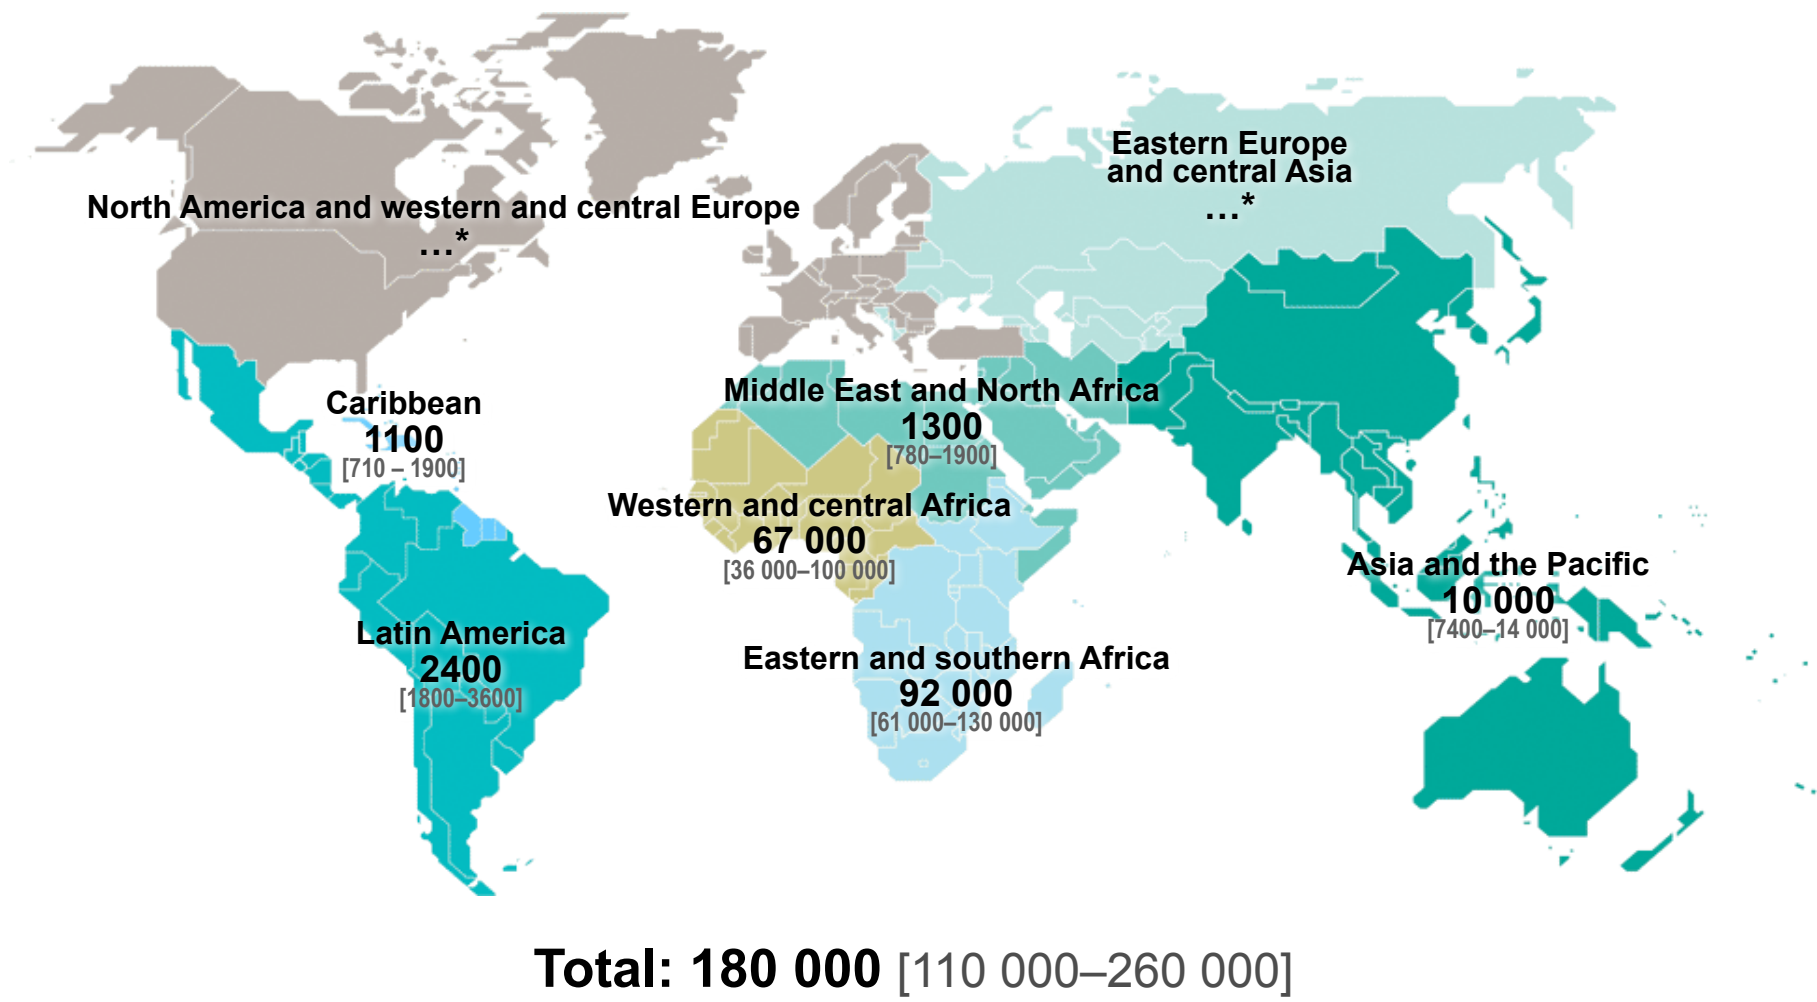 Eastern Europe
and central Asia
...*
North America and western and central Europe
...*
Middle East and North Africa
1300
[780–1900]
Caribbean
1100
[710 – 1900]
Western and central Africa
67 000
[36 000–100 000]
Asia and the Pacific
10 000
[7400–14 000]
Latin America
2400
[1800–3600]
Eastern and southern Africa
92 000
[61 000–130 000]
Total: 180 000 [110 000–260 000]